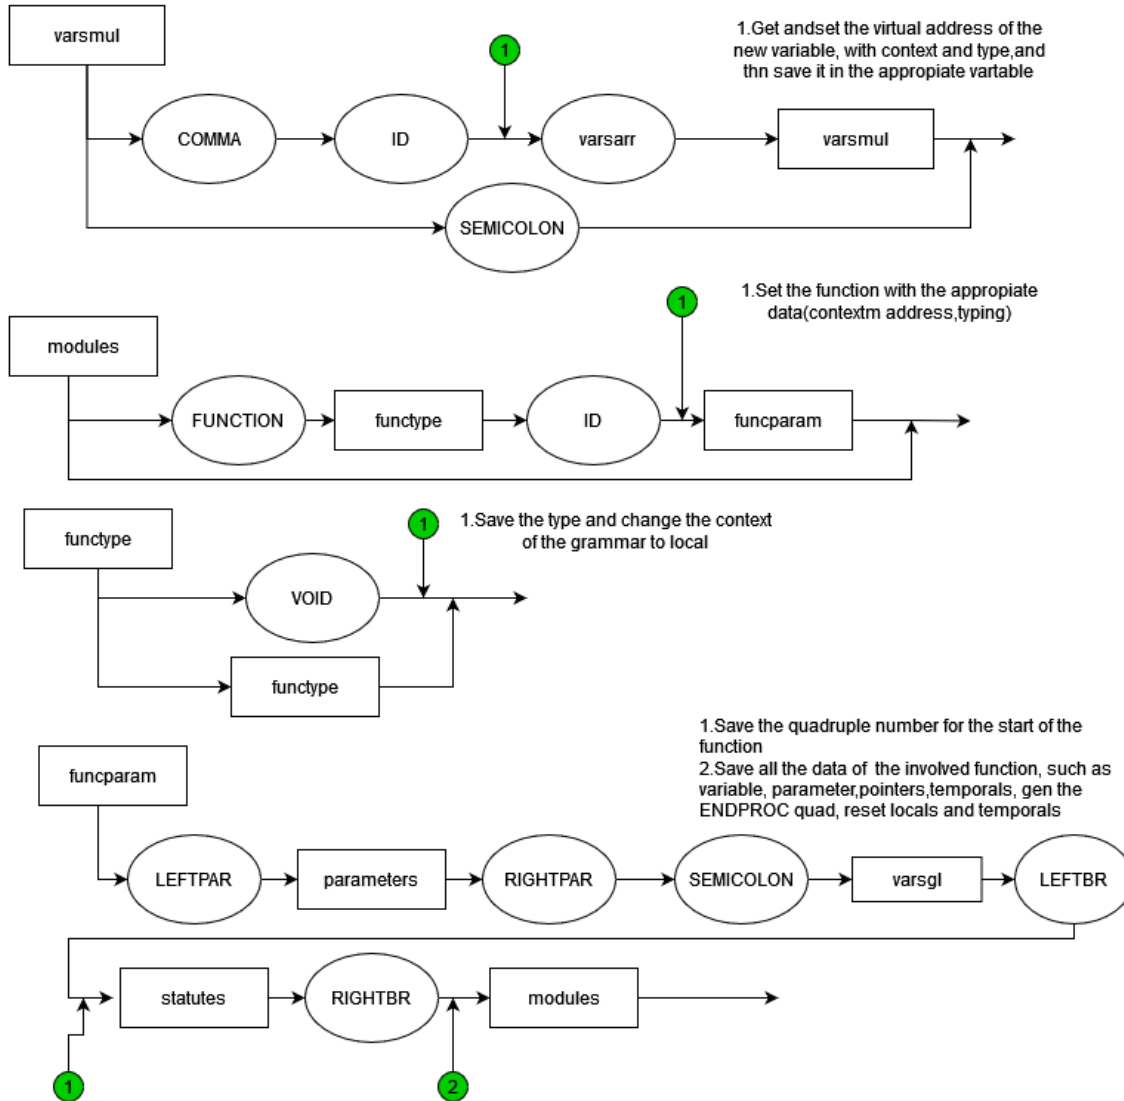 varsmul
1
1.Get andset the virtual address of the
new variable, with context and type,and
thn save it in the appropiate vartable
COMMA
ID
varsarr
varsmul
SEMICOLON
1
1.Set the function with the appropiate
data(contextm address,typing)
modules
FUNCTION
functype
ID
funcparam
functype
1
1.Save the type and change the context
of the grammar to local
VOID
functype
1.Save the quadruple number for the start of the
function
2.Save all the data of the involved function, such as
variable, parameter,pointers,temporals, gen the
ENDPROC quad, reset locals and temporals
funcparam
LEFTPAR
parameters
RIGHTPAR
SEMICOLON
varsgl
LEFTBR
statutes
RIGHTBR
modules
1
2